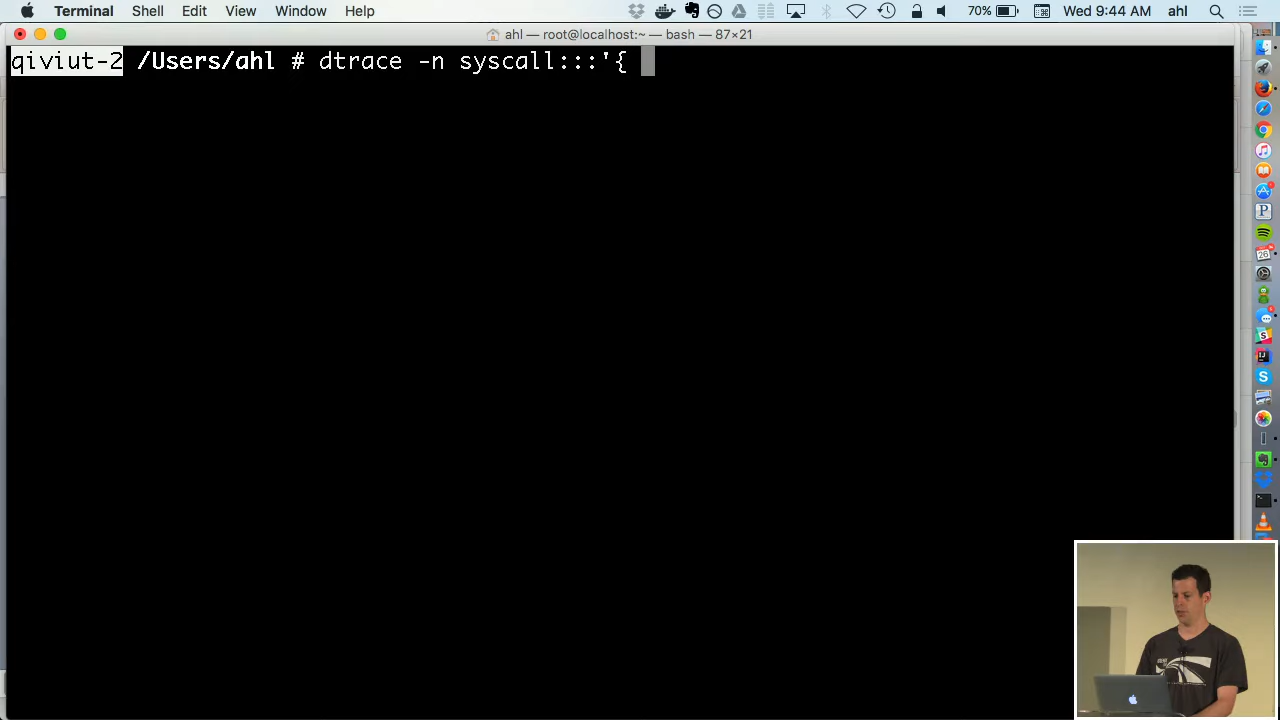 Terminal Shell Edit View Window Help 70% Wed 9:44 AM ahl
ahl — root@localhost:~ — bash — 87×21
qiviut-2 /Users/ahl # dtrace -n syscall:::'{